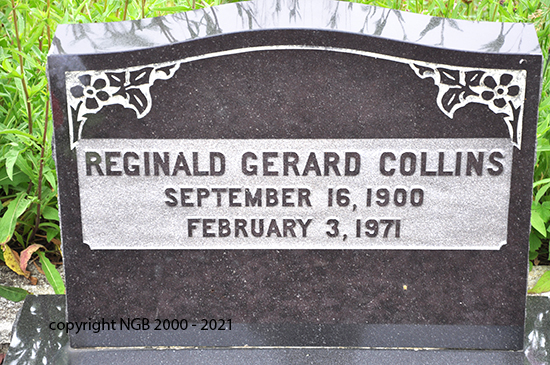 REGINALD GERARD COLLINS
SEPTEMBER 16, 1900
FEBRUARY 3, 1971
copyright NGB 2000 - 2021